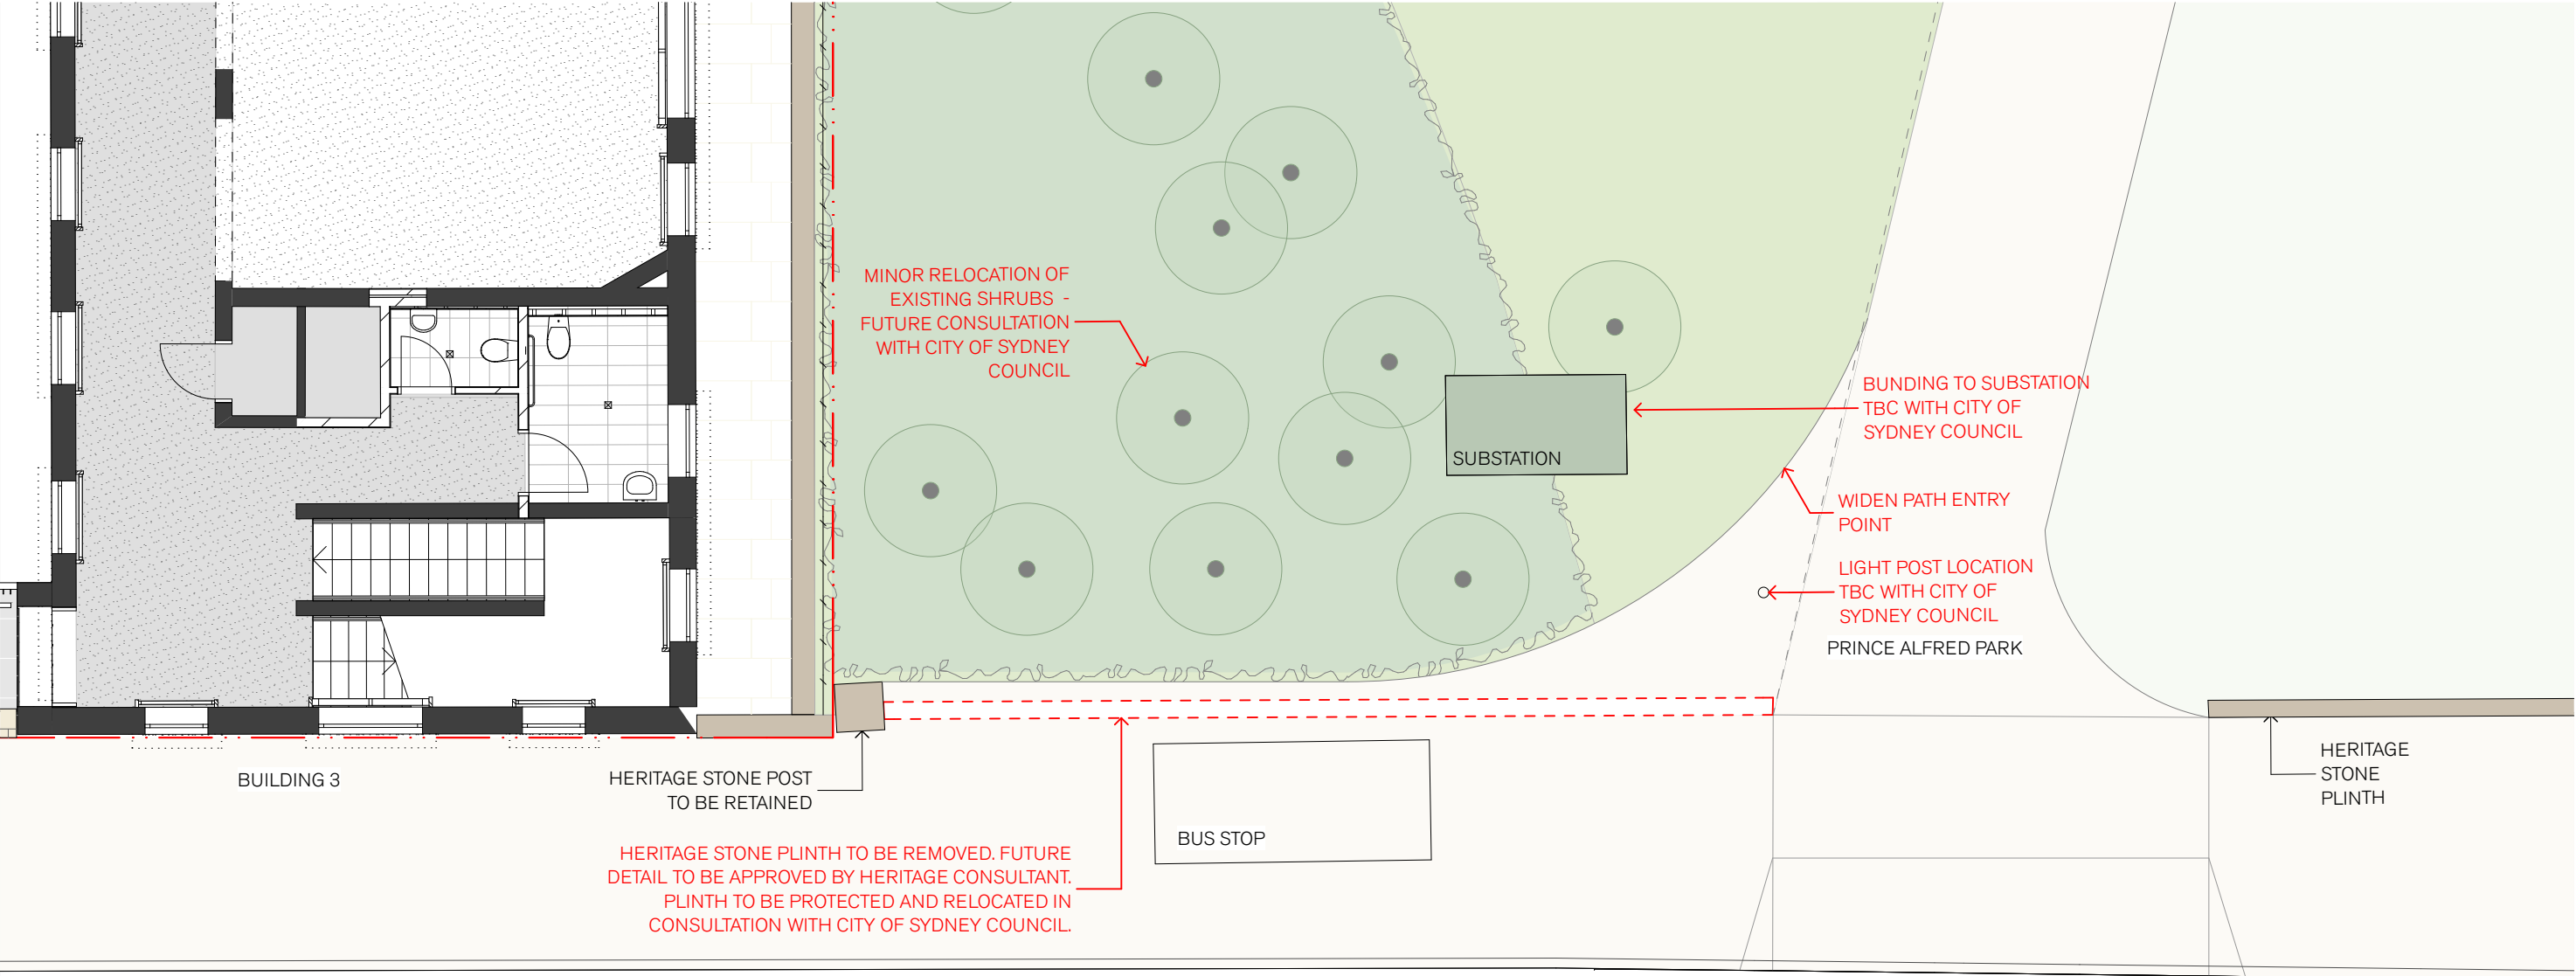 MINOR RELOCATION OF
EXISTING SHRUBS -
FUTURE CONSULTATION
WITH CITY OF SYDNEY
COUNCIL
BUNDING TO SUBSTATION
TBC WITH CITY OF
SYDNEY COUNCIL
SUBSTATION
WIDEN PATH ENTRY
POINT
LIGHT POST LOCATION
TBC WITH CITY OF
SYDNEY COUNCIL
PRINCE ALFRED PARK
BUILDING 3
HERITAGE STONE POST
TO BE RETAINED
HERITAGE
STONE
PLINTH
BUS STOP
HERITAGE STONE PLINTH TO BE REMOVED. FUTURE
DETAIL TO BE APPROVED BY HERITAGE CONSULTANT.
PLINTH TO BE PROTECTED AND RELOCATED IN
CONSULTATION WITH CITY OF SYDNEY COUNCIL.